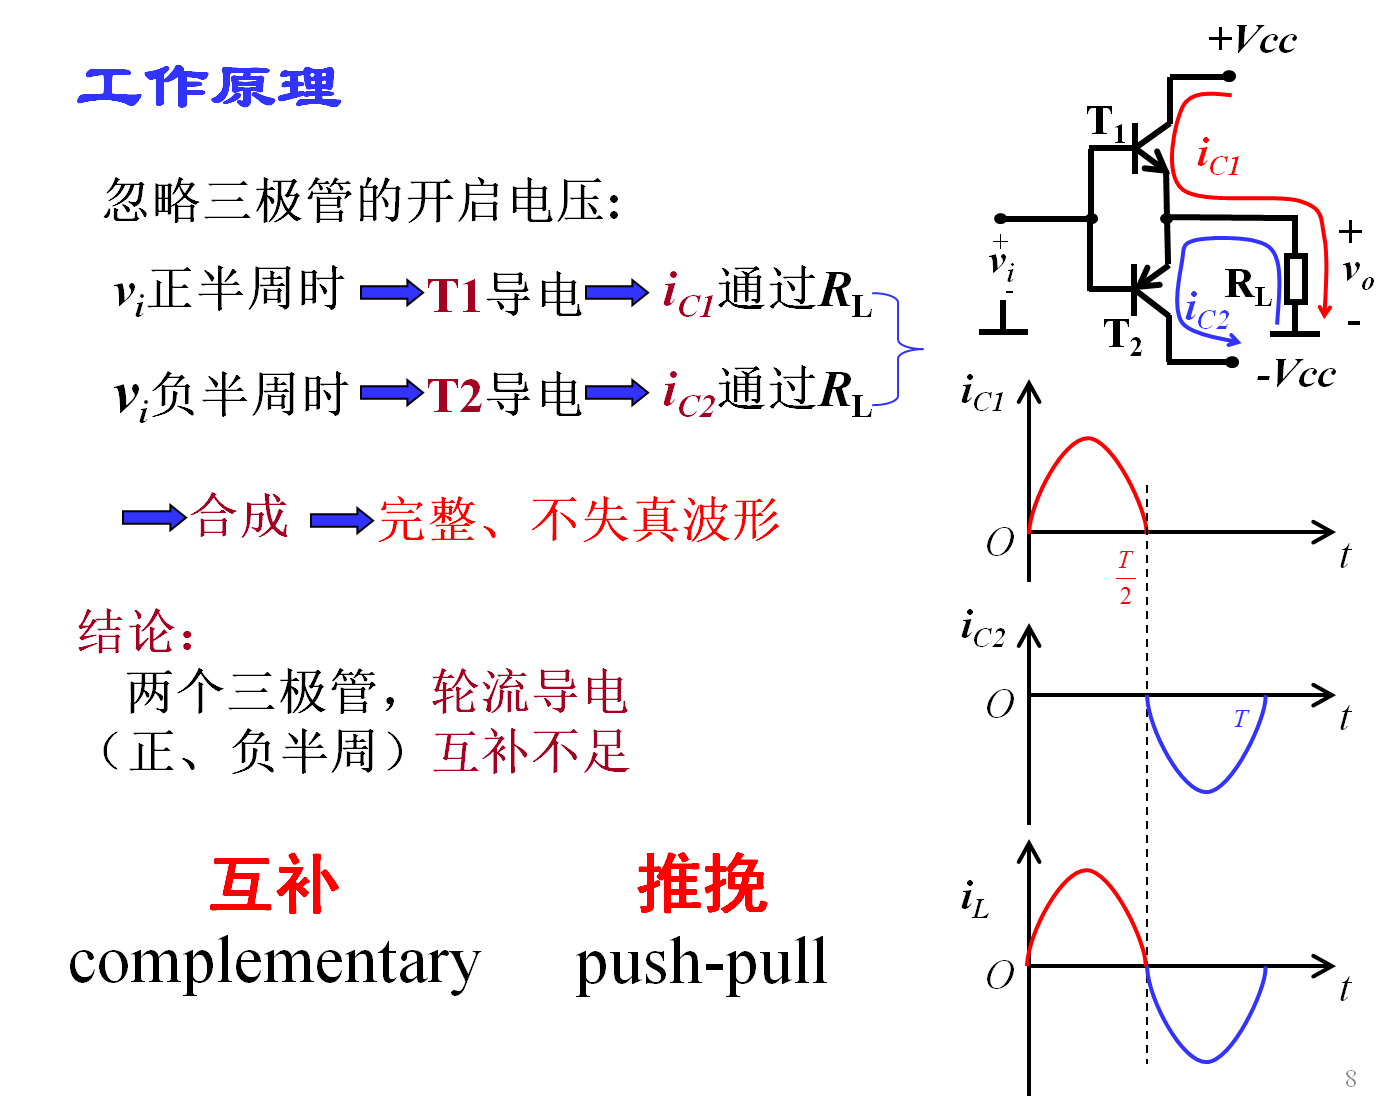 工作原理
忽略三极管的开启电压:
vi正半周时 T1导电 iC1通过RL
vi负半周时 T2导电 iC2通过RL
合成 完整、不失真波形
结论:
两个三极管，轮流导电
（正、负半周）互补不足
互补 推挽
complementary push-pull
+Vcc
T1
iC1
+
vi
-
+
vo
-
RL
iC2
T2
-Vcc
iC1
O
T/2
t
iC2
O
T
t
iL
O
t
8